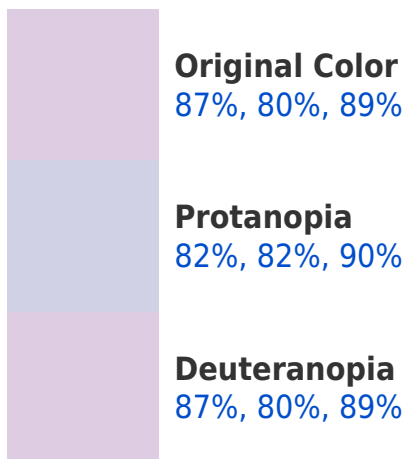 Original Color
87%, 80%, 89%
Protanopia
82%, 82%, 90%
Deuteranopia
87%, 80%, 89%